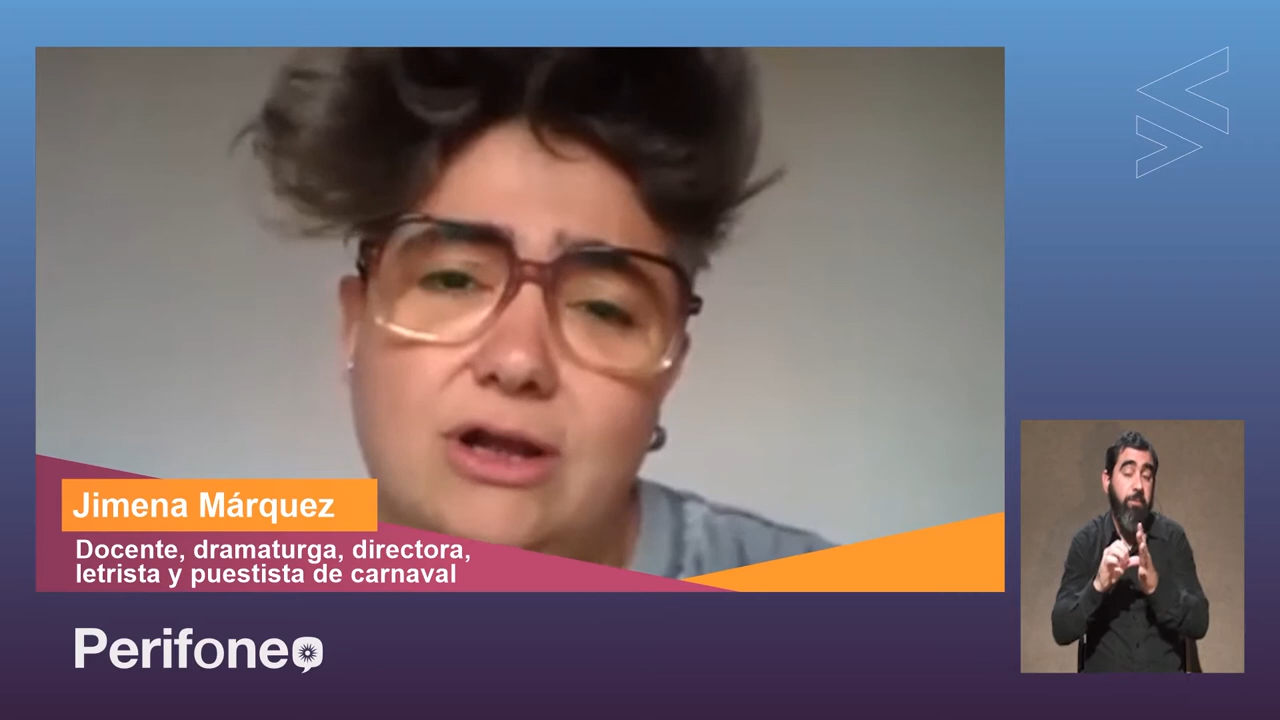 Jimena Márquez
Docente, dramaturga, directora,
letrista y puestista de carnaval
Perifoneo